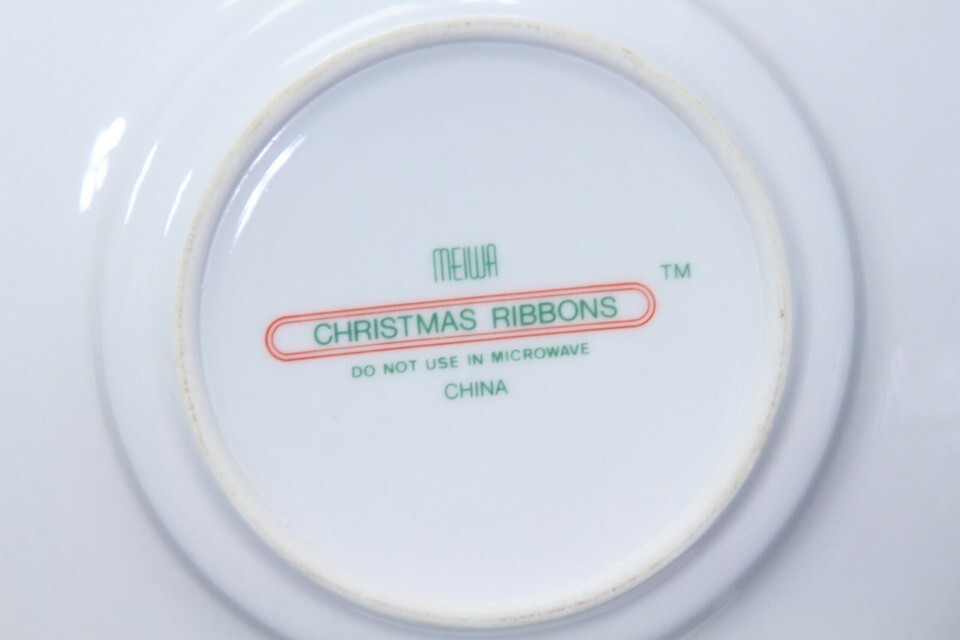 MEIWA
CHRISTMAS RIBBONS TM
DO NOT USE IN MICROWAVE
CHINA